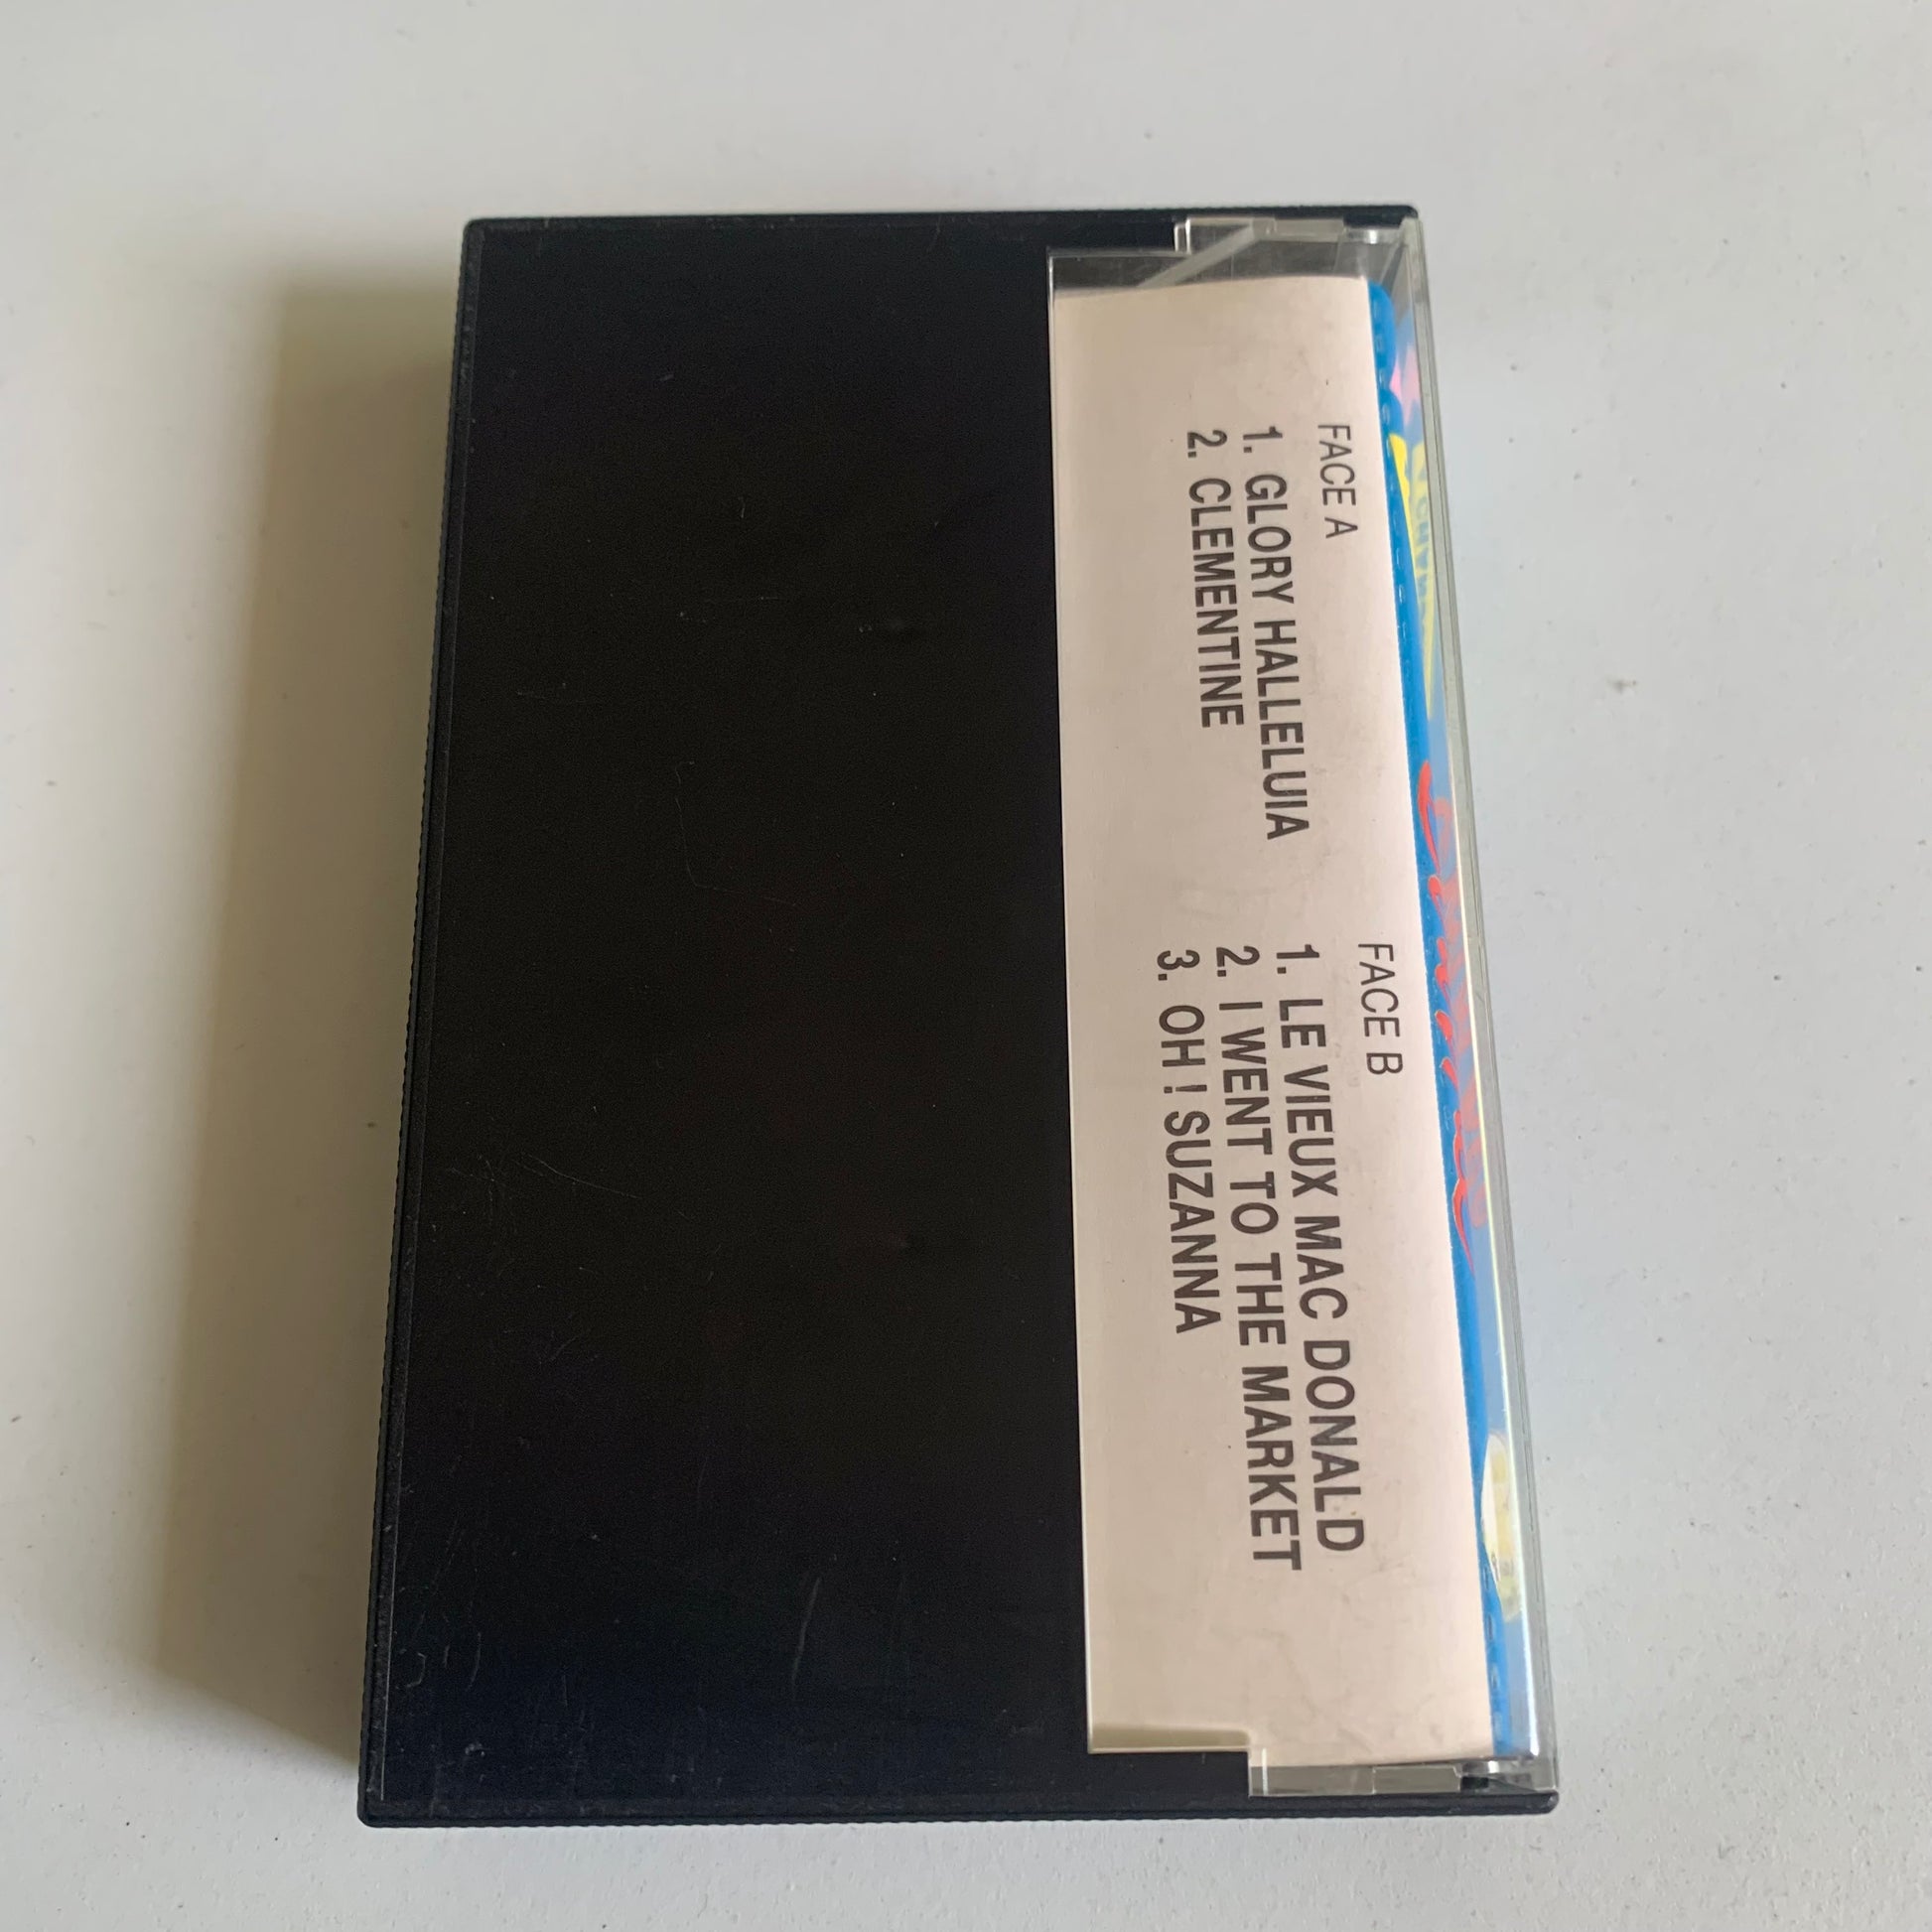 FACE A
1. GLORY HALLELUIA
2. CLEMENTINE
FACE B
1. LE VIEUX MAC DONALD
2. I WENT TO THE MARKET
3. OH ! SUZANNA